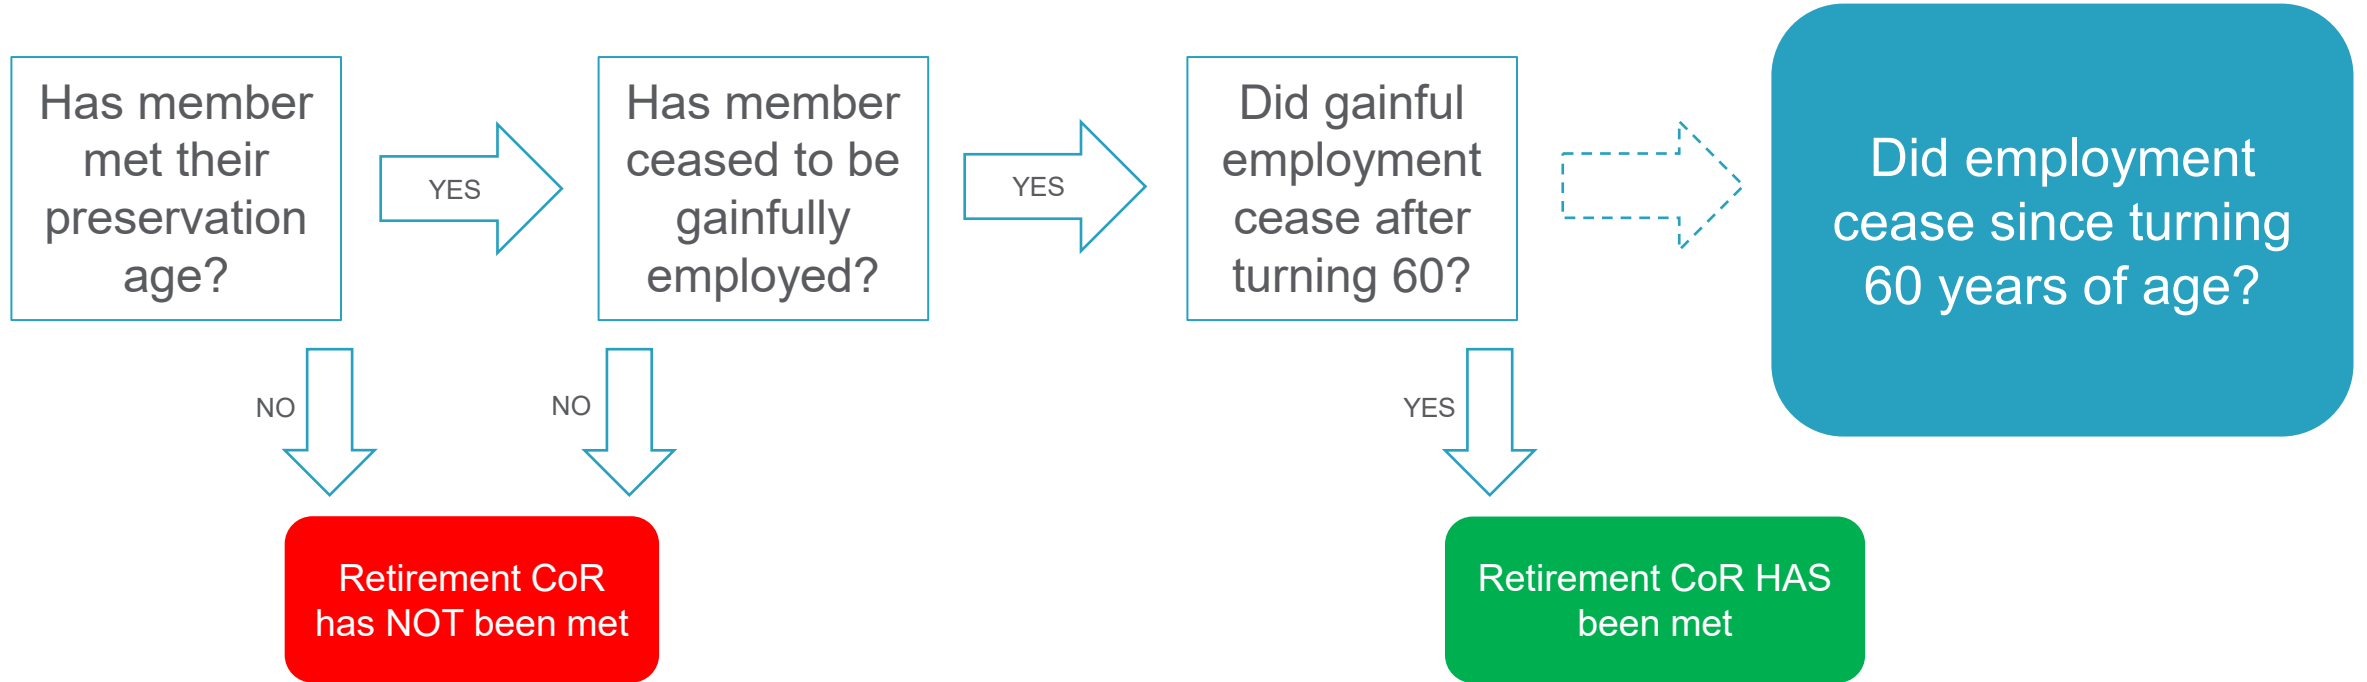 Has member
met their
preservation
age?
YES
Has member
ceased to be
gainfully
employed?
YES
Did gainful
employment
cease after
turning 60?
Did employment
cease since turning
60 years of age?
NO
NO
YES
Retirement CoR
has NOT been met
Retirement CoR HAS
been met